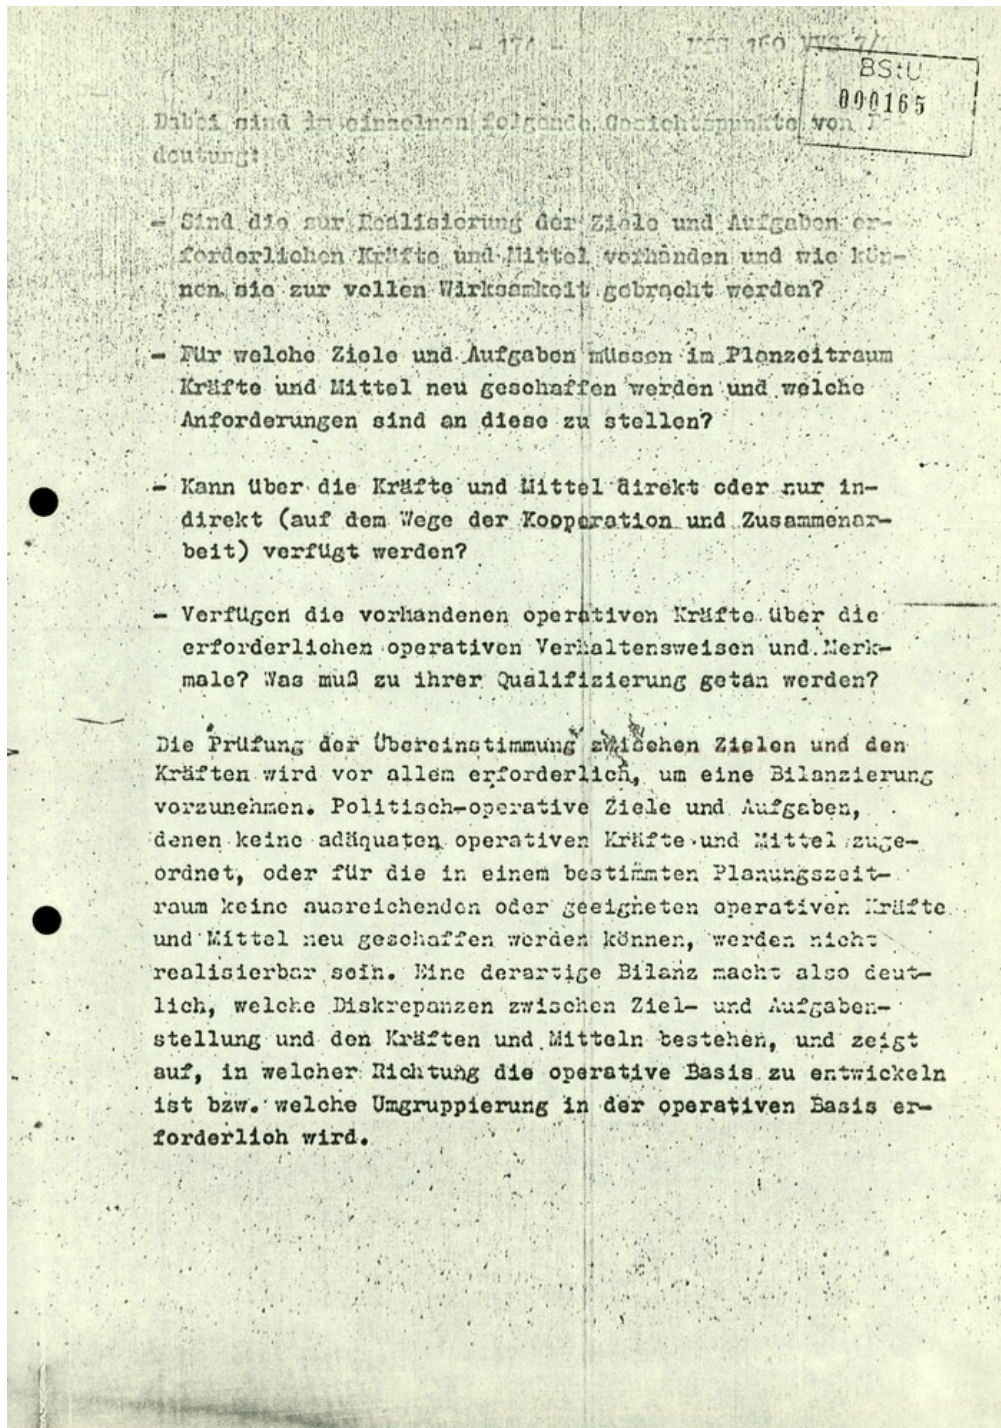 - 174 -
BStU
000165
Dabei sind im einzelnen folgende Gesichtspunkte von Be-
deutung:
- Sind die zur Realisierung der Ziele und Aufgaben er-
forderlichen Kräfte und Mittel vorhanden und wie kön-
nen sie zur vollen Wirksamkeit gebracht werden?
- Für welche Ziele und Aufgaben müssen im Planzeitraum
Kräfte und Mittel neu geschaffen werden und welche
Anforderungen sind an diese zu stellen?
- Kann über die Kräfte und Mittel direkt oder nur in-
direkt (auf dem Wege der Kooperation und Zusammenar-
beit) verfügt werden?
- Verfügen die vorhandenen operativen Kräfte über die
erforderlichen operativen Verhaltensweisen und Merk-
male? Was muß zu ihrer Qualifizierung getan werden?
Die Prüfung der Übereinstimmung zwischen Zielen und den
Kräften wird vor allem erforderlich, um eine Bilanzierung
vorzunehmen. Politisch-operative Ziele und Aufgaben,
denen keine adäquaten operativen Kräfte und Mittel zuge-
ordnet, oder für die in einem bestimmten Planungszeit-
raum keine ausreichenden oder geeigneten operativen Kräfte
und Mittel neu geschaffen werden können, werden nicht
realisierbar sein. Eine derartige Bilanz macht also deut-
lich, welche Diskrepanzen zwischen Ziel- und Aufgaben-
stellung und den Kräften und Mitteln bestehen, und zeigt
auf, in welcher Richtung die operative Basis zu entwickeln
ist bzw. welche Umgruppierung in der operativen Basis er-
forderlich wird.